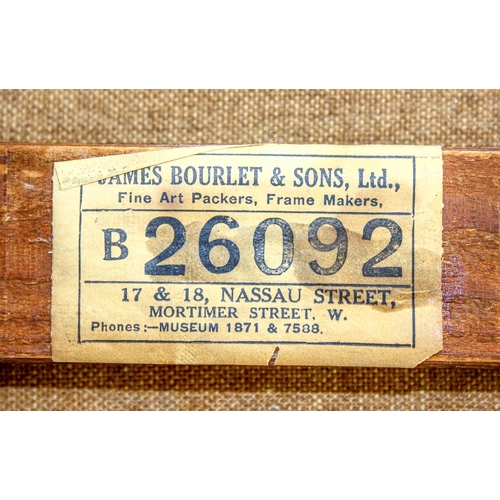 JAMES BOURLET & SONS, Ltd.,
Fine Art Packers, Frame Makers,
B 26092
17 & 18, NASSAU STREET,
MORTIMER STREET. W.
Phones:—MUSEUM 1871 & 7588.